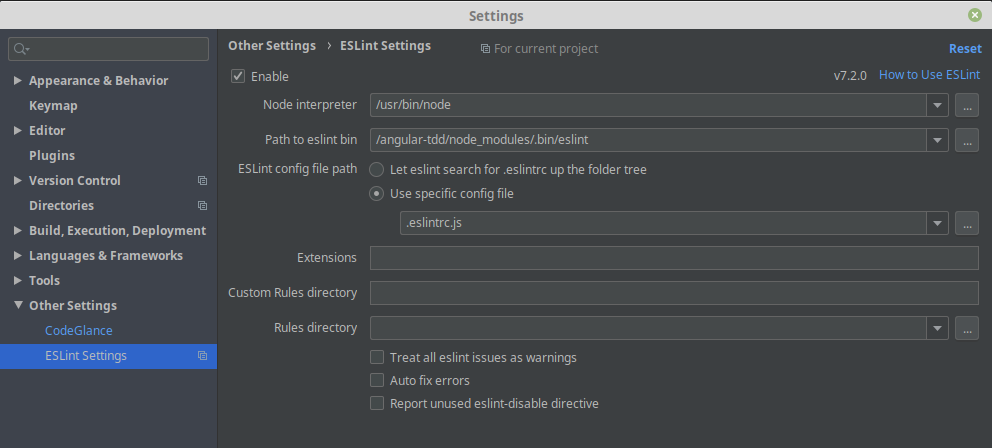 Settings
Other Settings › ESLint Settings For current project Reset
Appearance & Behavior
Keymap
Editor
Plugins
Version Control
Directories
Build, Execution, Deployment
Languages & Frameworks
Tools
Other Settings
CodeGlance
ESLint Settings
Enable v7.2.0 How to Use ESLint
Node interpreter /usr/bin/node ...
Path to eslint bin /angular-tdd/node_modules/.bin/eslint ...
ESLint config file path Let eslint search for .eslintrc up the folder tree
Use specific config file
.eslintrc.js ...
Extensions
Custom Rules directory
Rules directory ...
Treat all eslint issues as warnings
Auto fix errors
Report unused eslint-disable directive